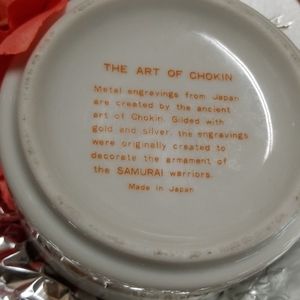 THE ART OF CHOKIN
Metal engravings from Japan
are created by the ancient
art of Chokin. Gilded with
gold and silver, the engravings
were originally created to
decorate the armament of
the SAMURAI warriors.
Made in Japan